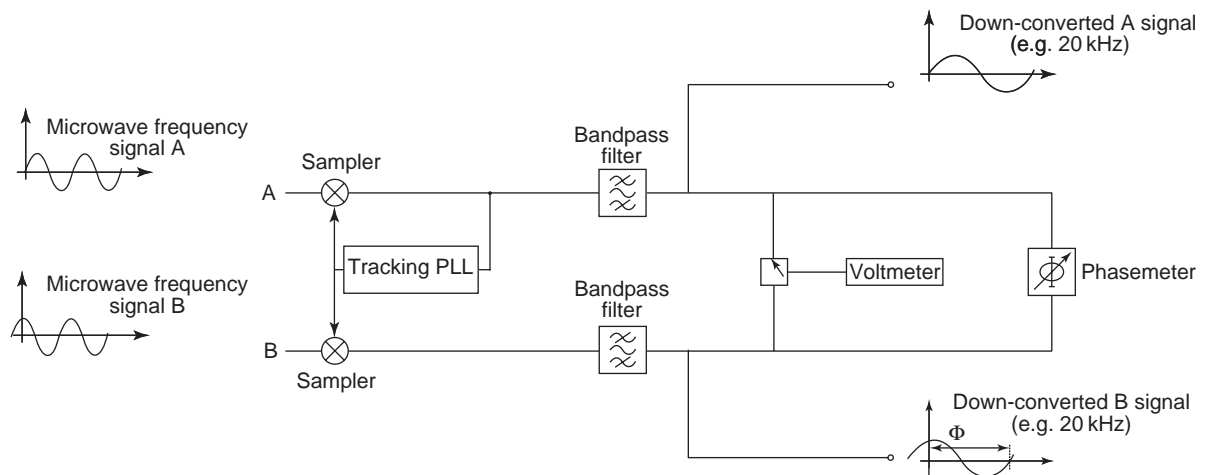 Down-converted A signal
(e.g. 20 kHz)
Microwave frequency
signal A
Bandpass
filter
Sampler
A
Tracking PLL
Voltmeter
Φ
Phasemeter
Microwave frequency
signal B
Bandpass
filter
B
Sampler
Down-converted B signal
(e.g. 20 kHz)
Φ